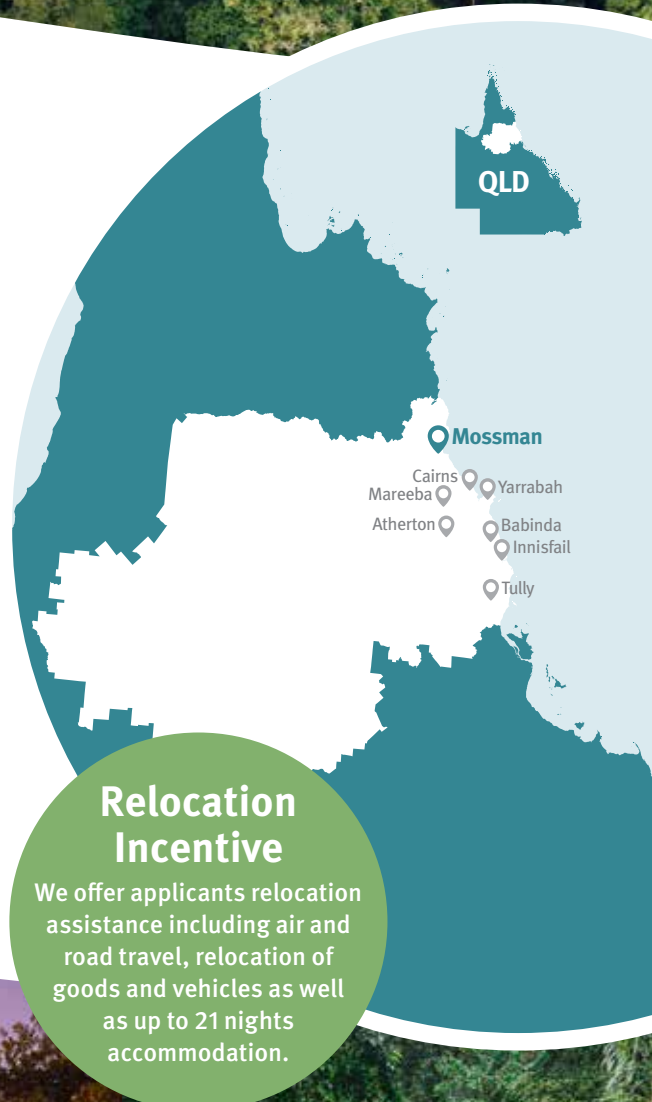 QLD
Mossman
Cairns
Yarrabah
Mareeba
Atherton
Babinda
Innisfail
Tully
Relocation
Incentive
We offer applicants relocation
assistance including air and
road travel, relocation of
goods and vehicles as well
as up to 21 nights
accommodation.